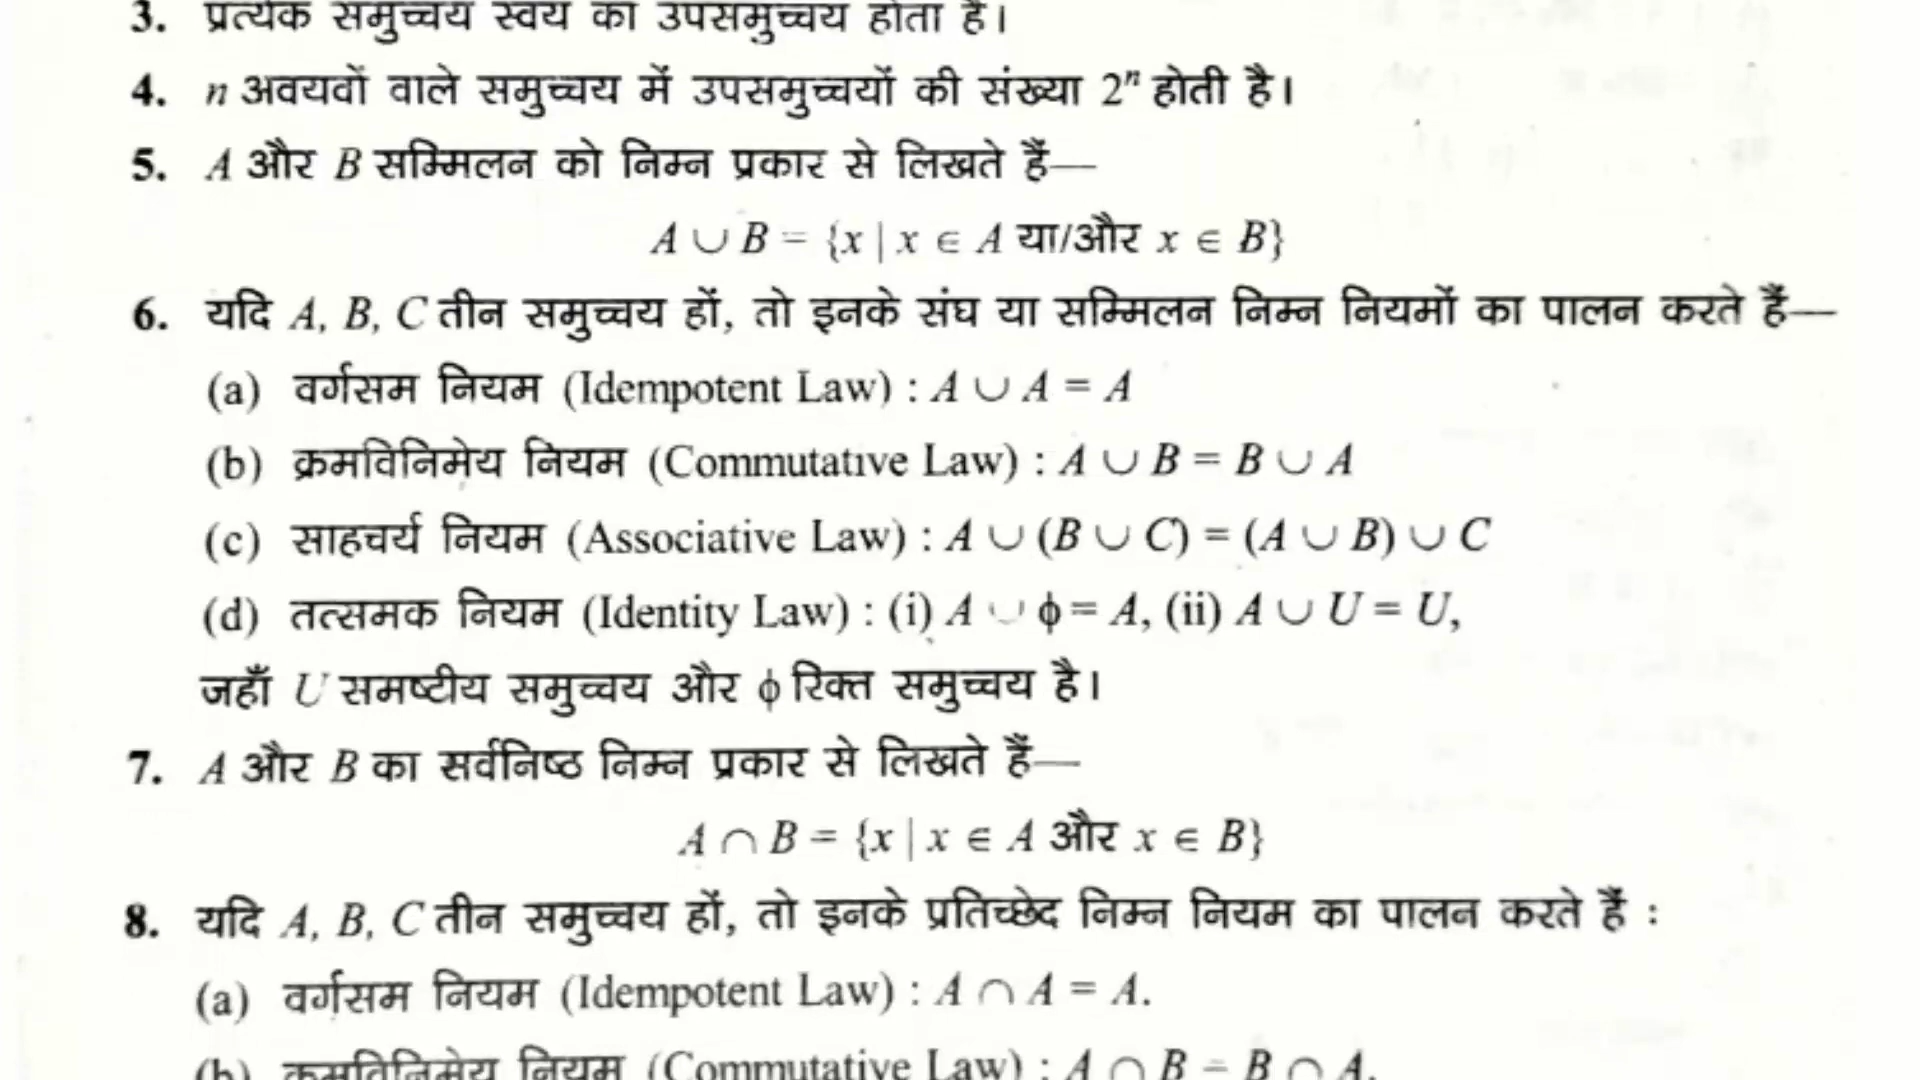 3. प्रत्येक समुच्चय स्वयं का उपसमुच्चय होता है।
4. n अवयवों वाले समुच्चय में उपसमुच्चयों की संख्या 2ⁿ होती है।
5. A और B सम्मिलन को निम्न प्रकार से लिखते हैं—
A ∪ B = {x | x ∈ A या/और x ∈ B}
6. यदि A, B, C तीन समुच्चय हों, तो इनके संघ या सम्मिलन निम्न नियमों का पालन करते हैं—
(a) वर्गसम नियम (Idempotent Law) : A ∪ A = A
(b) क्रमविनिमेय नियम (Commutative Law) : A ∪ B = B ∪ A
(c) साहचर्य नियम (Associative Law) : A ∪ (B ∪ C) = (A ∪ B) ∪ C
(d) तत्समक नियम (Identity Law) : (i) A ∪ ϕ = A, (ii) A ∪ U = U,
जहाँ U समष्टीय समुच्चय और ϕ रिक्त समुच्चय है।
7. A और B का सर्वनिष्ठ निम्न प्रकार से लिखते हैं—
A ∩ B = {x | x ∈ A और x ∈ B}
8. यदि A, B, C तीन समुच्चय हों, तो इनके प्रतिच्छेद निम्न नियम का पालन करते हैं :
(a) वर्गसम नियम (Idempotent Law) : A ∩ A = A.
(b) क्रमविनिमेय नियम (Commutative Law) : A ∩ B = B ∩ A.